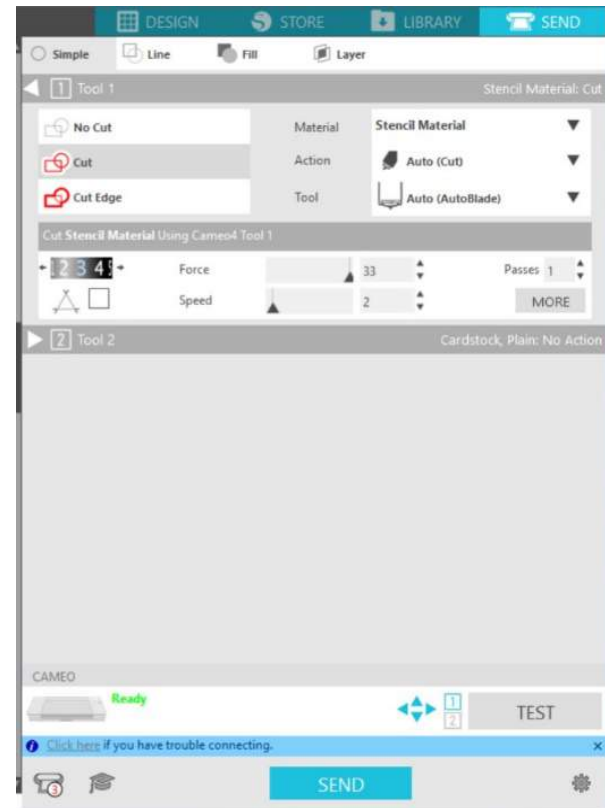 DESIGN STORE LIBRARY SEND
Simple Line Fill Layer
1 Tool 1 Stencil Material: Cut
No Cut Material Stencil Material
Cut Action Auto (Cut)
Cut Edge Tool Auto (AutoBlade)
Cut Stencil Material Using Cameo4 Tool 1
1 2 3 4 Force 33 Passes 1
Speed 2 MORE
2 Tool 2 Cardstock, Plain: No Action
CAMEO
Ready 1
2 TEST
Click here if you have trouble connecting. x
3 SEND